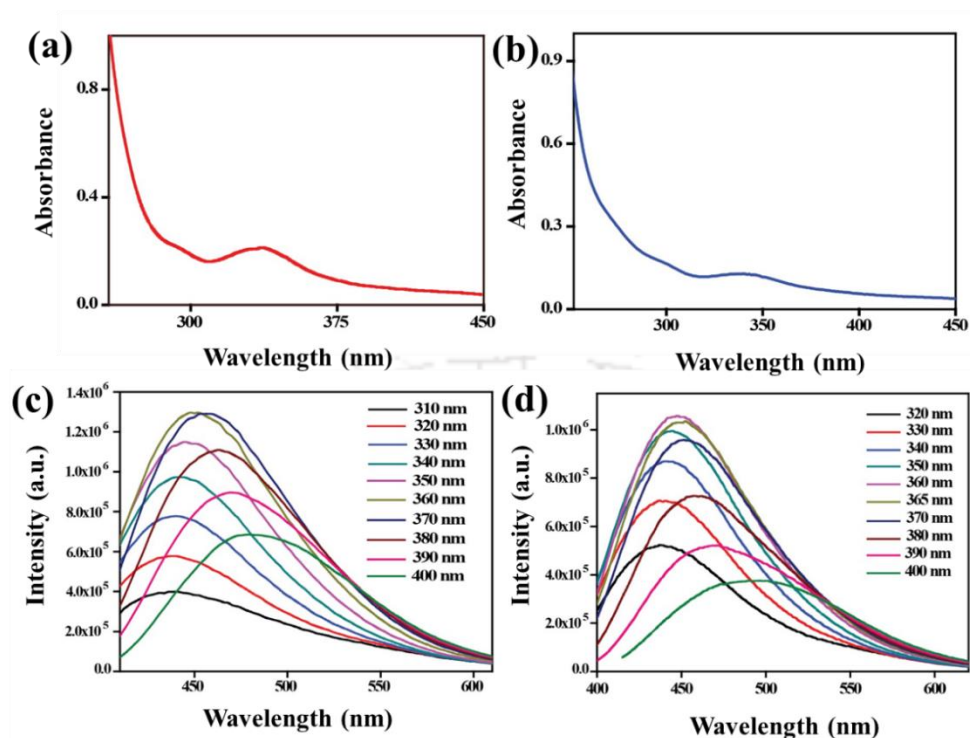 (a)
0.8
0.4
0.0
Absorbance
300
375
450
Wavelength (nm)
(b)
0.9
0.6
0.3
0.0
Absorbance
300
350
400
450
Wavelength (nm)
(c)
1.4x10⁶
1.2x10⁶
1.0x10⁶
8.0x10⁵
6.0x10⁵
4.0x10⁵
2.0x10⁵
0.0
Intensity (a.u.)
310 nm
320 nm
330 nm
340 nm
350 nm
360 nm
370 nm
380 nm
390 nm
400 nm
450
500
550
600
Wavelength (nm)
(d)
1.0x10⁶
8.0x10⁵
6.0x10⁵
4.0x10⁵
2.0x10⁵
0.0
Intensity (a.u.)
320 nm
330 nm
340 nm
350 nm
360 nm
365 nm
370 nm
380 nm
390 nm
400 nm
400
450
500
550
600
Wavelength (nm)